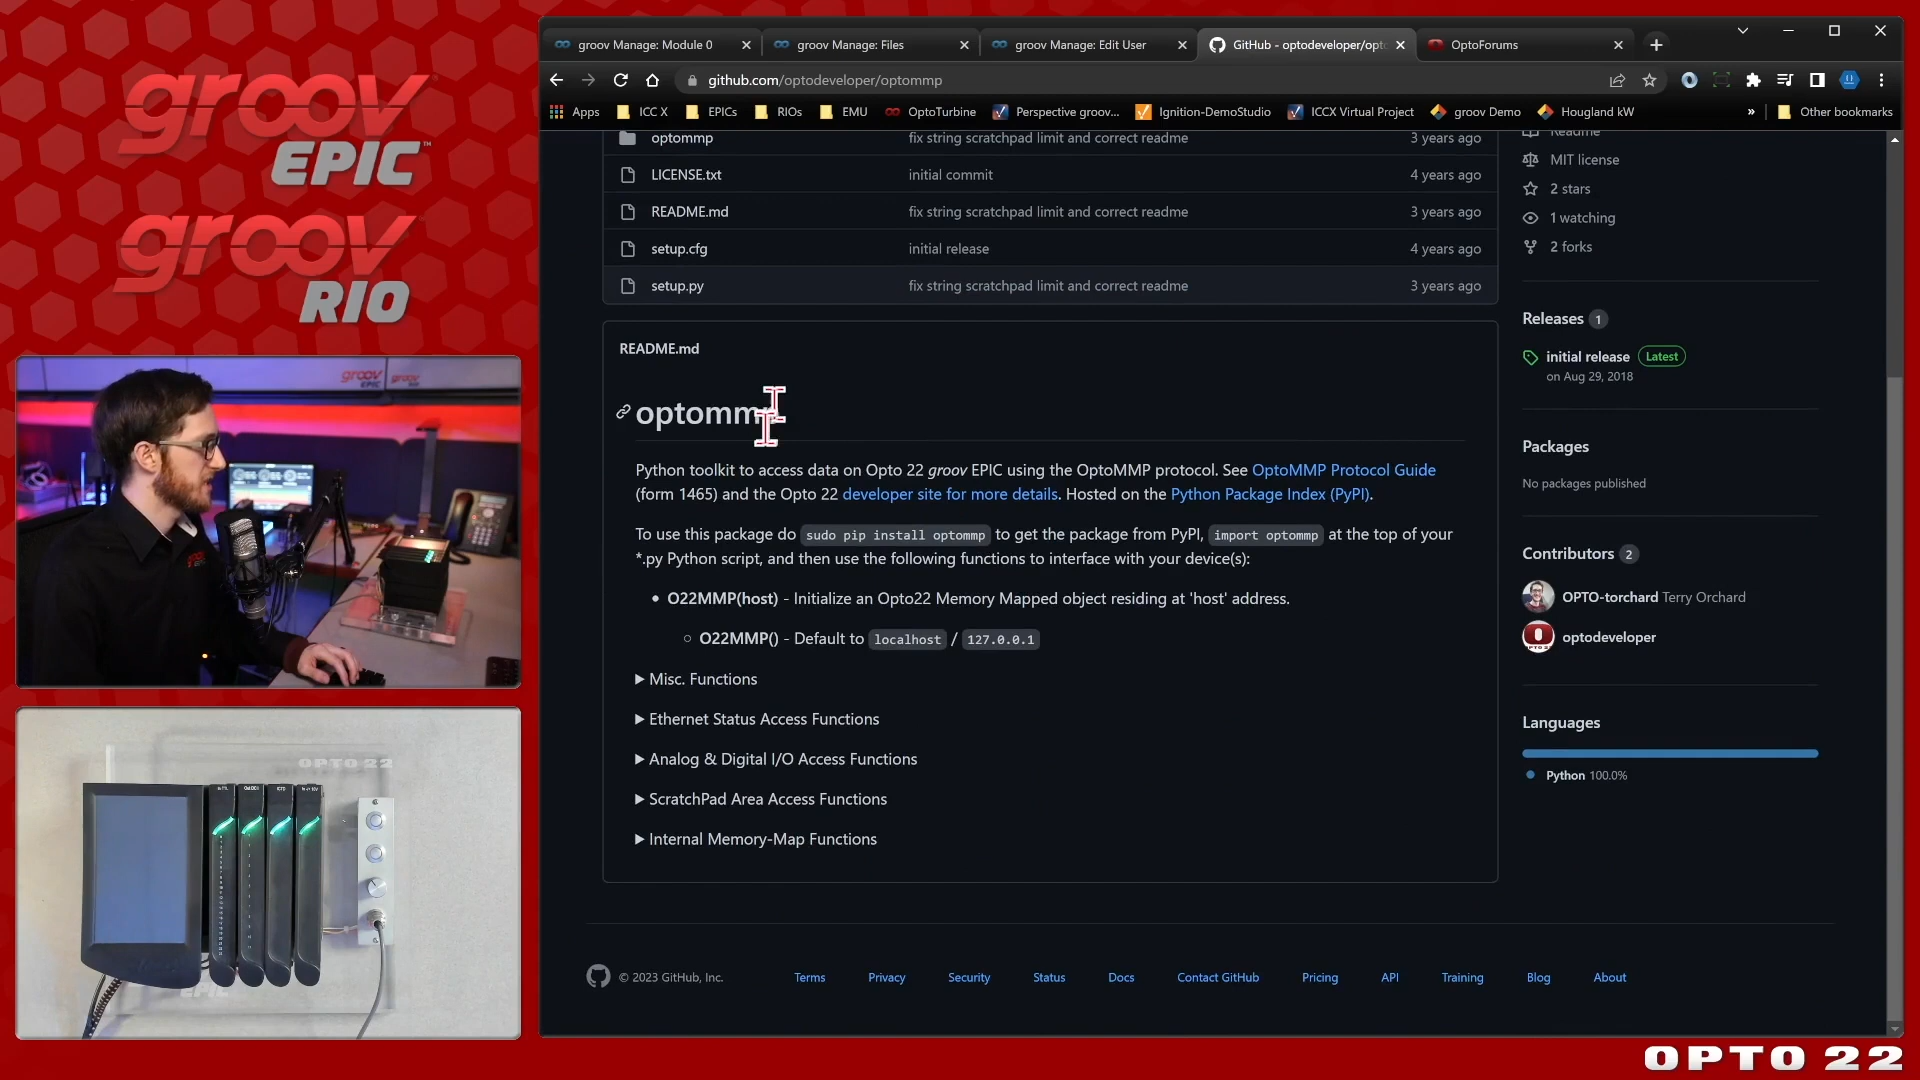 groov
EPIC™
groov
RIO
groov EPIC groov
OPTO 22
groov Manage: Module 0
groov Manage: Files
groov Manage: Edit User
GitHub - optodeveloper/opto
OptoForums
github.com/optodeveloper/optommp
Apps ICC X EPICs RIOs EMU OptoTurbine Perspective groov... Ignition-DemoStudio ICCX Virtual Project groov Demo Hougland kW » Other bookmarks
optommp fix string scratchpad limit and correct readme 3 years ago
LICENSE.txt initial commit 4 years ago
README.md fix string scratchpad limit and correct readme 3 years ago
setup.cfg initial release 4 years ago
setup.py fix string scratchpad limit and correct readme 3 years ago
README.md
optommp
Python toolkit to access data on Opto 22 groov EPIC using the OptoMMP protocol. See OptoMMP Protocol Guide
(form 1465) and the Opto 22 developer site for more details. Hosted on the Python Package Index (PyPI).
To use this package do sudo pip install optommp to get the package from PyPI, import optommp at the top of your
*.py Python script, and then use the following functions to interface with your device(s):
• O22MMP(host) - Initialize an Opto22 Memory Mapped object residing at 'host' address.
○ O22MMP() - Default to localhost / 127.0.0.1
▶ Misc. Functions
▶ Ethernet Status Access Functions
▶ Analog & Digital I/O Access Functions
▶ ScratchPad Area Access Functions
▶ Internal Memory-Map Functions
Readme
MIT license
2 stars
1 watching
2 forks
Releases 1
initial release Latest
on Aug 29, 2018
Packages
No packages published
Contributors 2
OPTO-torchard Terry Orchard
optodeveloper
Languages
Python 100.0%
© 2023 GitHub, Inc. Terms Privacy Security Status Docs Contact GitHub Pricing API Training Blog About
OPTO 22